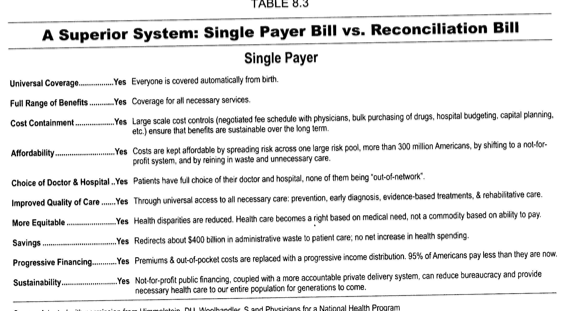 TABLE 8.3
A Superior System: Single Payer Bill vs. Reconciliation Bill
Single Payer
Universal Coverage...............Yes Everyone is covered automatically from birth.
Full Range of Benefits ..........Yes Coverage for all necessary services.
Cost Containment ................Yes Large scale cost controls (negotiated fee schedule with physicians, bulk purchasing of drugs, hospital budgeting, capital planning,
etc.) ensure that benefits are sustainable over the long term.
Affordability.......................Yes Costs are kept affordable by spreading risk across one large risk pool, more than 300 million Americans, by shifting to a not-for-
profit system, and by reining in waste and unnecessary care.
Choice of Doctor & Hospital ..Yes Patients have full choice of their doctor and hospital, none of them being "out-of-network".
Improved Quality of Care ......Yes Through universal access to all necessary care: prevention, early diagnosis, evidence-based treatments, & rehabilitative care.
More Equitable ...................Yes Health disparities are reduced. Health care becomes a right based on medical need, not a commodity based on ability to pay.
Savings .............................Yes Redirects about $400 billion in administrative waste to patient care; no net increase in health spending.
Progressive Financing...........Yes Premiums & out-of-pocket costs are replaced with a progressive income distribution. 95% of Americans pay less than they are now.
Sustainability......................Yes Not-for-profit public financing, coupled with a more accountable private delivery system, can reduce bureaucracy and provide
necessary health care to our entire population for generations to come.
DU, Woolhandler, S and Physicians for a National Health Program